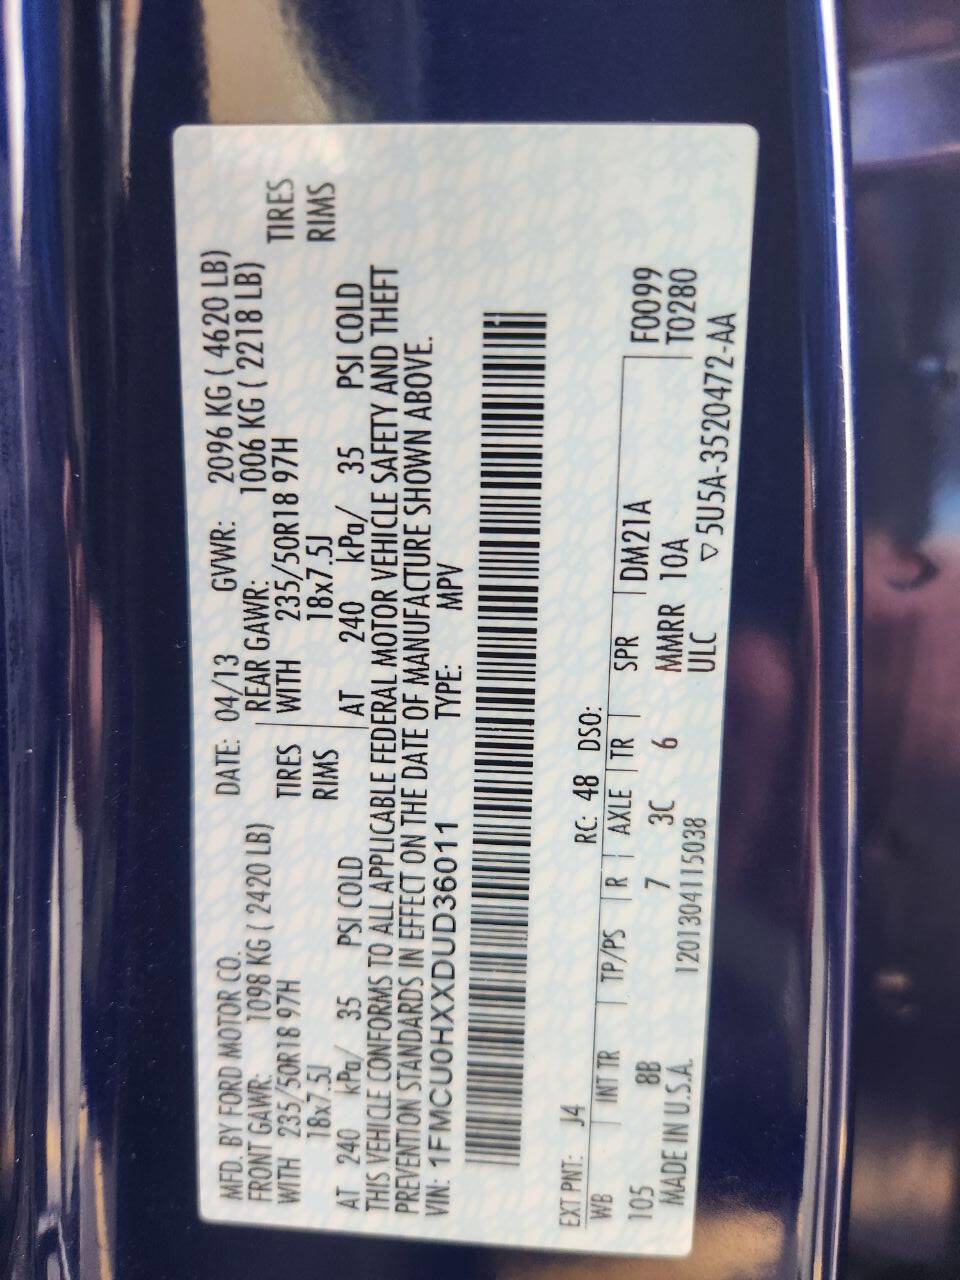 MFD. BY FORD MOTOR CO. DATE: 04/13 GVWR: 2096 KG ( 4620 LB)
FRONT GAWR: 1098 KG ( 2420 LB) REAR GAWR: 1006 KG ( 2218 LB)
WITH 235/50R18 97H TIRES WITH 235/50R18 97H TIRES
18x7.5J RIMS 18x7.5J RIMS
AT 240 kPa/ 35 PSI COLD AT 240 kPa/ 35 PSI COLD
THIS VEHICLE CONFORMS TO ALL APPLICABLE FEDERAL MOTOR VEHICLE SAFETY AND THEFT
PREVENTION STANDARDS IN EFFECT ON THE DATE OF MANUFACTURE SHOWN ABOVE.
VIN: 1FMCU0HXXDUD36011 TYPE: MPV
EXT PNT: J4 RC: 48 DSO:
WB INT TR TP/PS R AXLE TR SPR DM21A F0099
105 8B 7 3C 6 MMRR 10A T0280
MADE IN U.S.A. 1201304115038 ULC ▽ 5U5A-3520472-AA